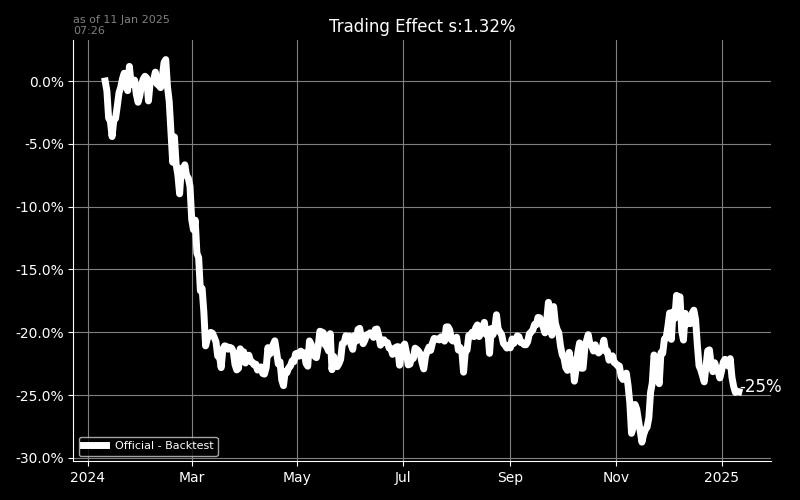 as of 11 Jan 2025
07:26
Trading Effect s:1.32%
0.0%
-5.0%
-10.0%
-15.0%
-20.0%
-25.0%
-30.0%
-25%
Official - Backtest
2024 Mar May Jul Sep Nov 2025